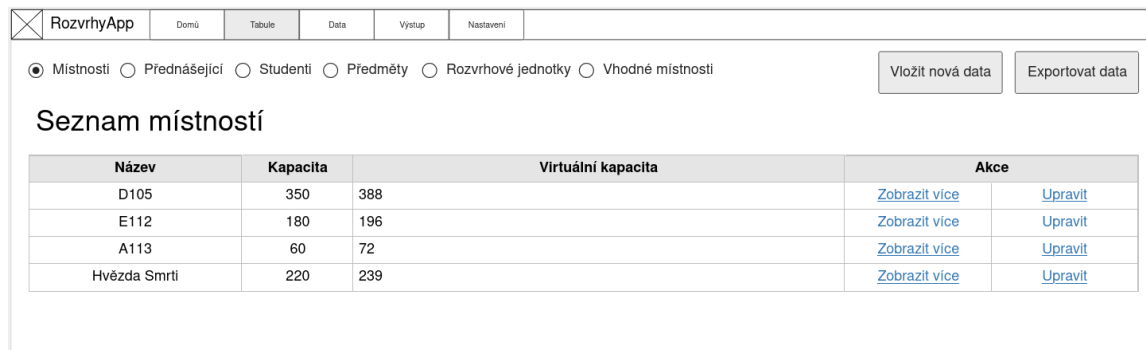 RozvrhyApp Domů Tabule Data Výstup Nastavení
Místnosti Přednášející Studenti Předměty Rozvrhové jednotky Vhodné místnosti Vložit nová data Exportovat data
Seznam místností
Název Kapacita Virtuální kapacita Akce
D105 350 388 Zobrazit více Upravit
E112 180 196 Zobrazit více Upravit
A113 60 72 Zobrazit více Upravit
Hvězda Smrti 220 239 Zobrazit více Upravit